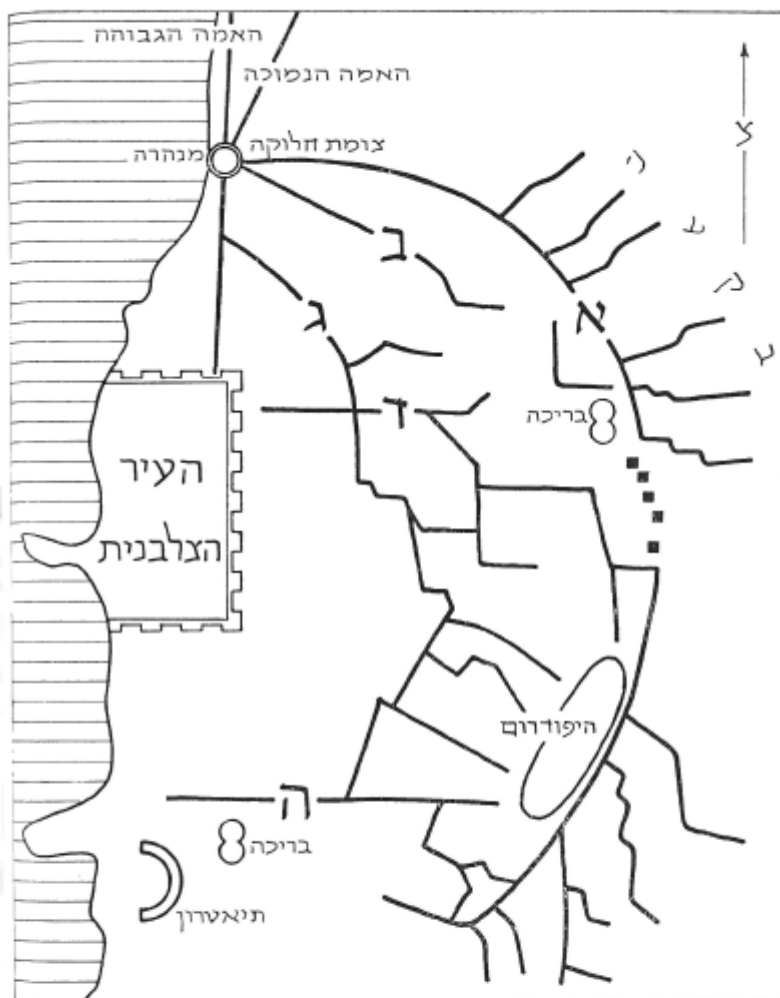 האמה הגבוהה
האמה הנמוכה
צומת חלוקה
מנהרה
צ
ב
א
ג
ד
בריכה
העיר
הצלבנית
היפודרום
ה
בריכה
תיאטרון